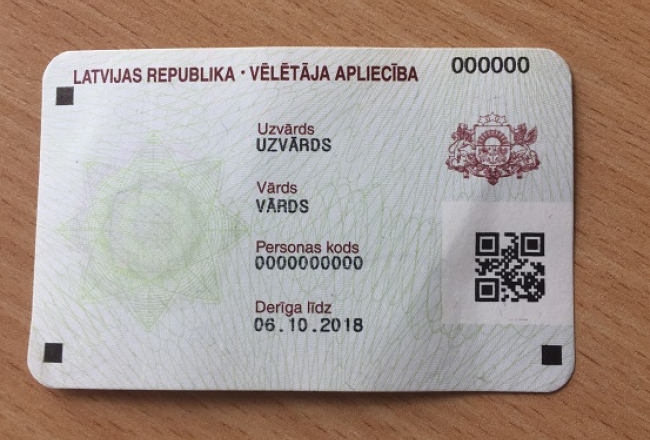 LATVIJAS REPUBLIKA · VĒLĒTĀJA APLIECĪBA
000000
Uzvārds
UZVĀRDS
Vārds
VĀRDS
Personas kods
0000000000
Derīga līdz
06.10.2018